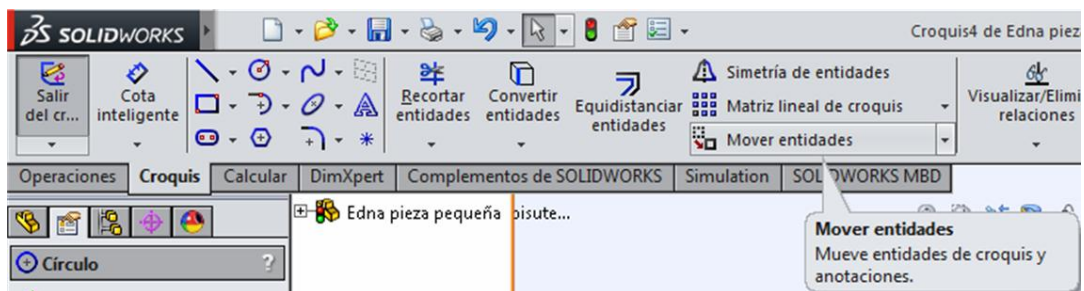 SOLIDWORKS
Croquis4 de Edna pieza
Salir del cr...
Cota inteligente
Recortar entidades
Convertir entidades
Equidistanciar entidades
Simetría de entidades
Matriz lineal de croquis
Mover entidades
Visualizar/Elimi
relaciones
Operaciones Croquis Calcular DimXpert Complementos de SOLIDWORKS Simulation SOLIDWORKS MBD
Edna pieza pequeña bisute...
Mover entidades
Mueve entidades de croquis y
anotaciones.
Círculo ?